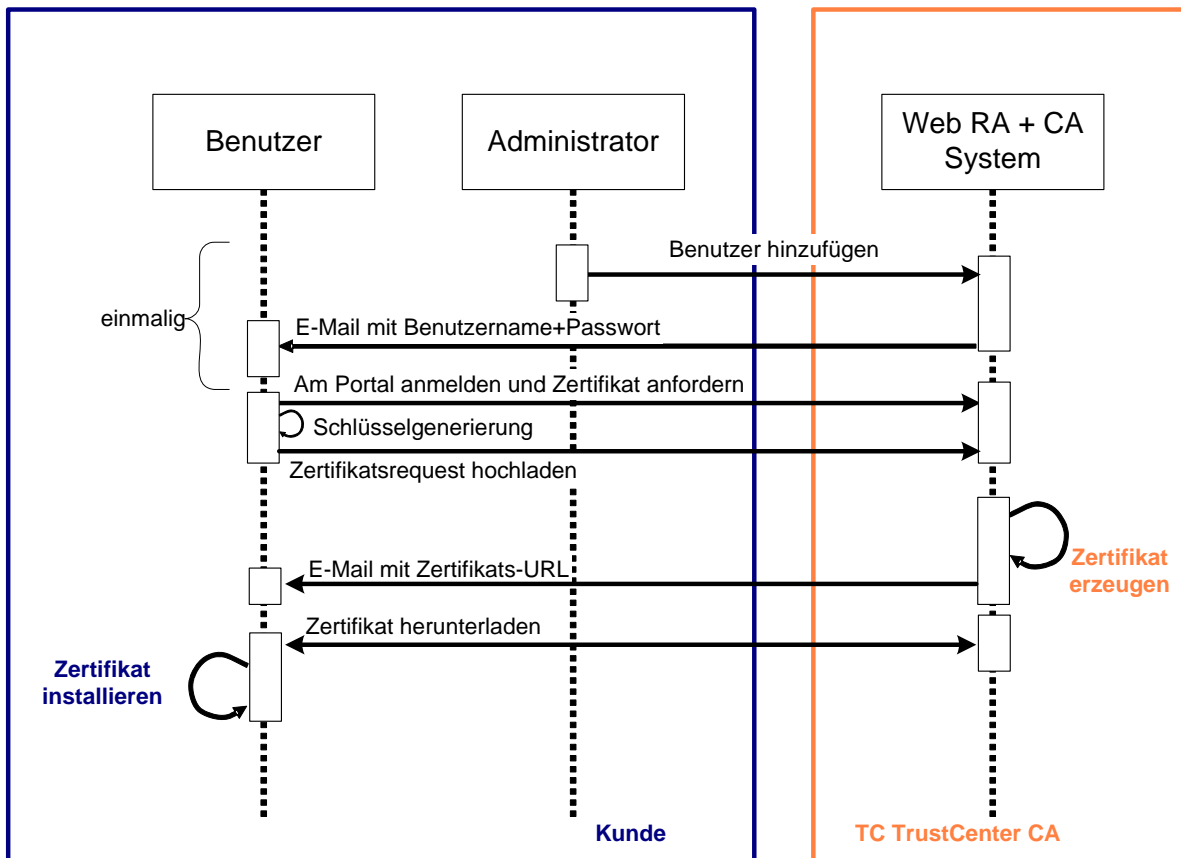 Benutzer
Administrator
Web RA + CA
System
Benutzer hinzufügen
einmalig
E-Mail mit Benutzername+Passwort
Am Portal anmelden und Zertifikat anfordern
Schlüsselgenerierung
Zertifikatsrequest hochladen
E-Mail mit Zertifikats-URL
Zertifikat
erzeugen
Zertifikat herunterladen
Zertifikat
installieren
Kunde
TC TrustCenter CA